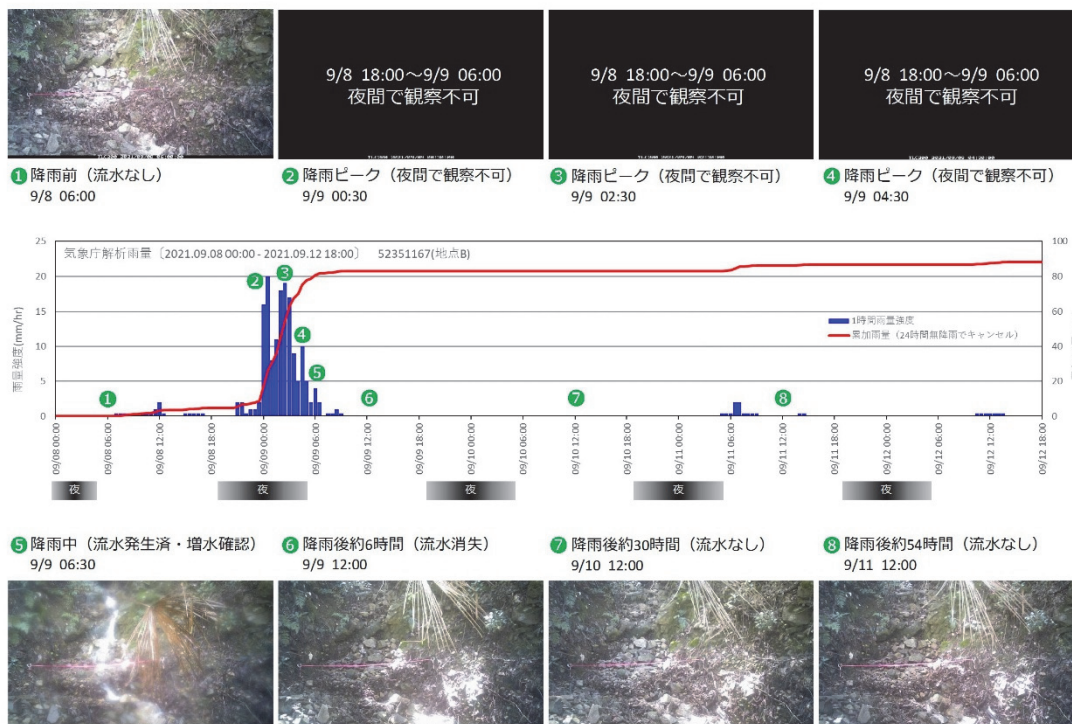 9/8 18:00～9/9 06:00
夜間で観察不可
9/8 18:00～9/9 06:00
夜間で観察不可
9/8 18:00～9/9 06:00
夜間で観察不可
1 降雨前（流水なし）
9/8 06:00
2 降雨ピーク（夜間で観察不可）
9/9 00:30
3 降雨ピーク（夜間で観察不可）
9/9 02:30
4 降雨ピーク（夜間で観察不可）
9/9 04:30
気象庁解析雨量〔2021.09.08 00:00 - 2021.09.12 18:00〕 52351167(地点B)
雨量強度(mm/hr)
25
20
15
10
5
0
100
80
60
40
20
0
1
2
3
4
5
6
7
8
1時間雨量強度
累加雨量（24時間無降雨でキャンセル）
09/08 00:00
09/08 06:00
09/08 12:00
09/08 18:00
09/09 00:00
09/09 06:00
09/09 12:00
09/09 18:00
09/10 00:00
09/10 06:00
09/10 12:00
09/10 18:00
09/11 00:00
09/11 06:00
09/11 12:00
09/11 18:00
09/12 00:00
09/12 06:00
09/12 12:00
09/12 18:00
夜
夜
夜
夜
夜
5 降雨中（流水発生済・増水確認）
9/9 06:30
6 降雨後約6時間（流水消失）
9/9 12:00
7 降雨後約30時間（流水なし）
9/10 12:00
8 降雨後約54時間（流水なし）
9/11 12:00